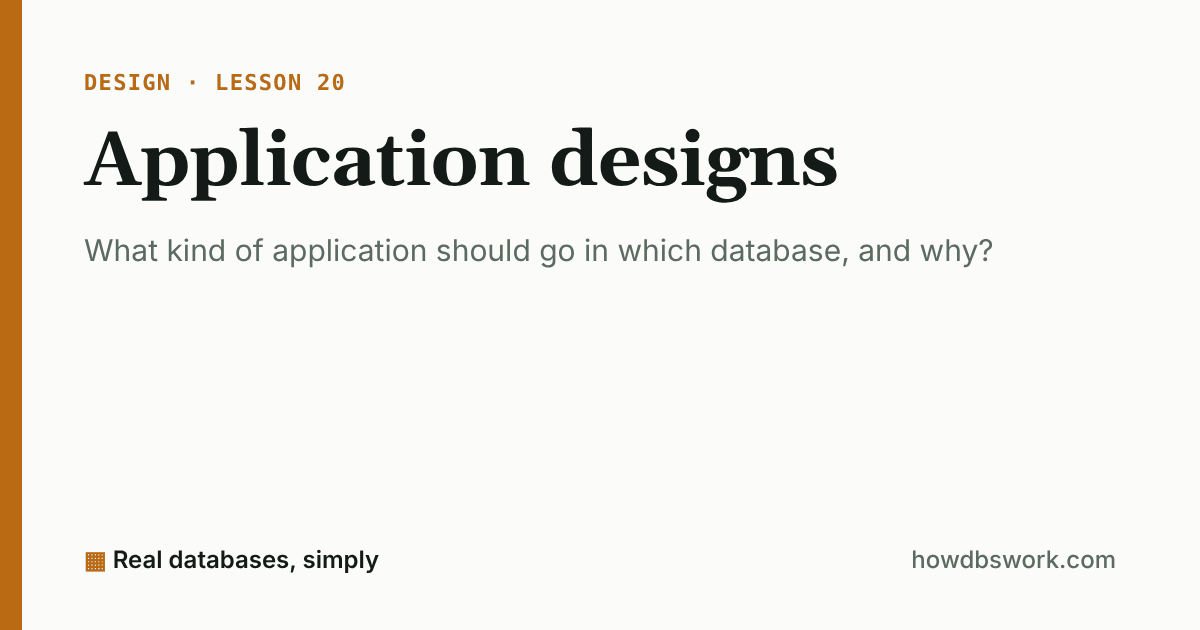 DESIGN · LESSON 20
Application designs
What kind of application should go in which database, and why?
Real databases, simply
howdbswork.com